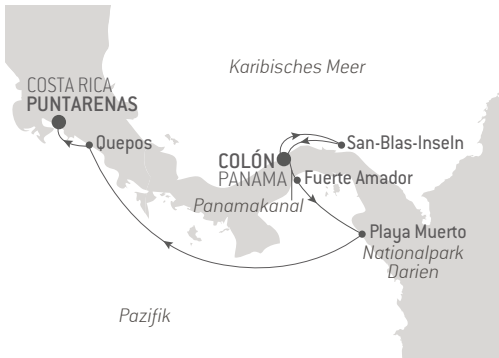 Karibisches Meer
COSTA RICA
PUNTARENAS
Quepos
San-Blas-Inseln
COLÓN
PANAMA
Fuerte Amador
Panamakanal
Playa Muerto
Nationalpark
Darien
Pazifik